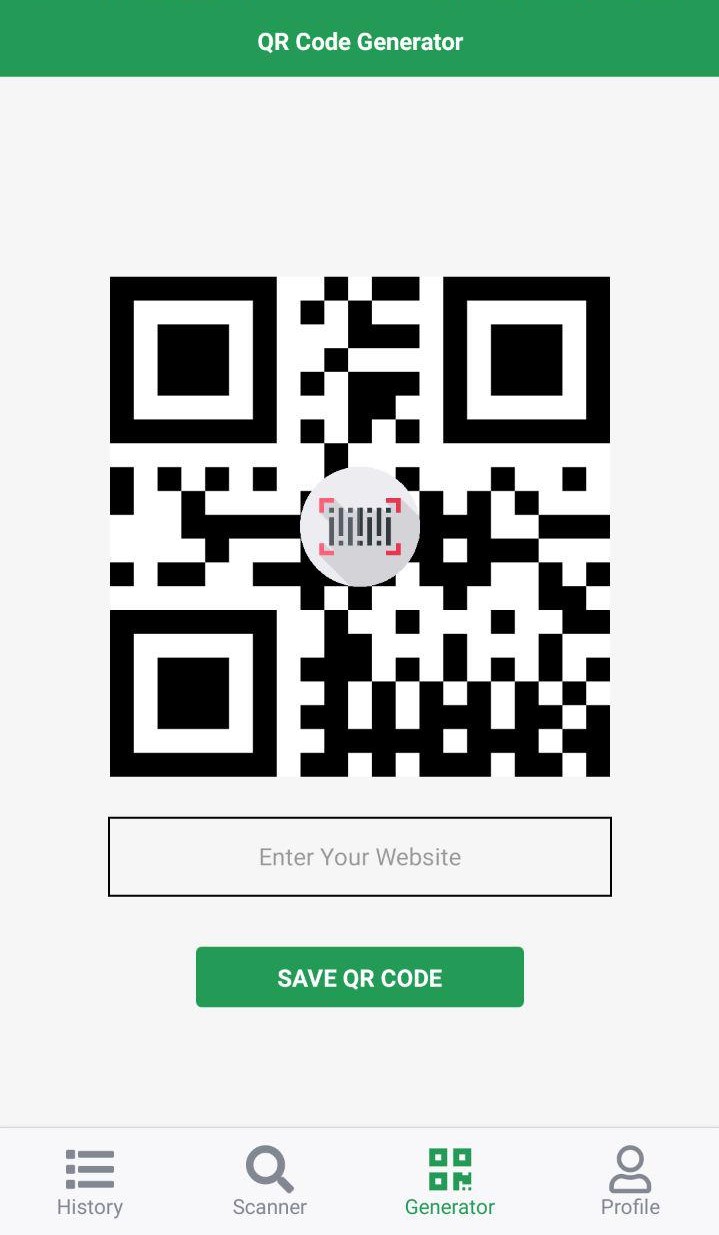 QR Code Generator
Enter Your Website
SAVE QR CODE
History
Scanner
Generator
Profile